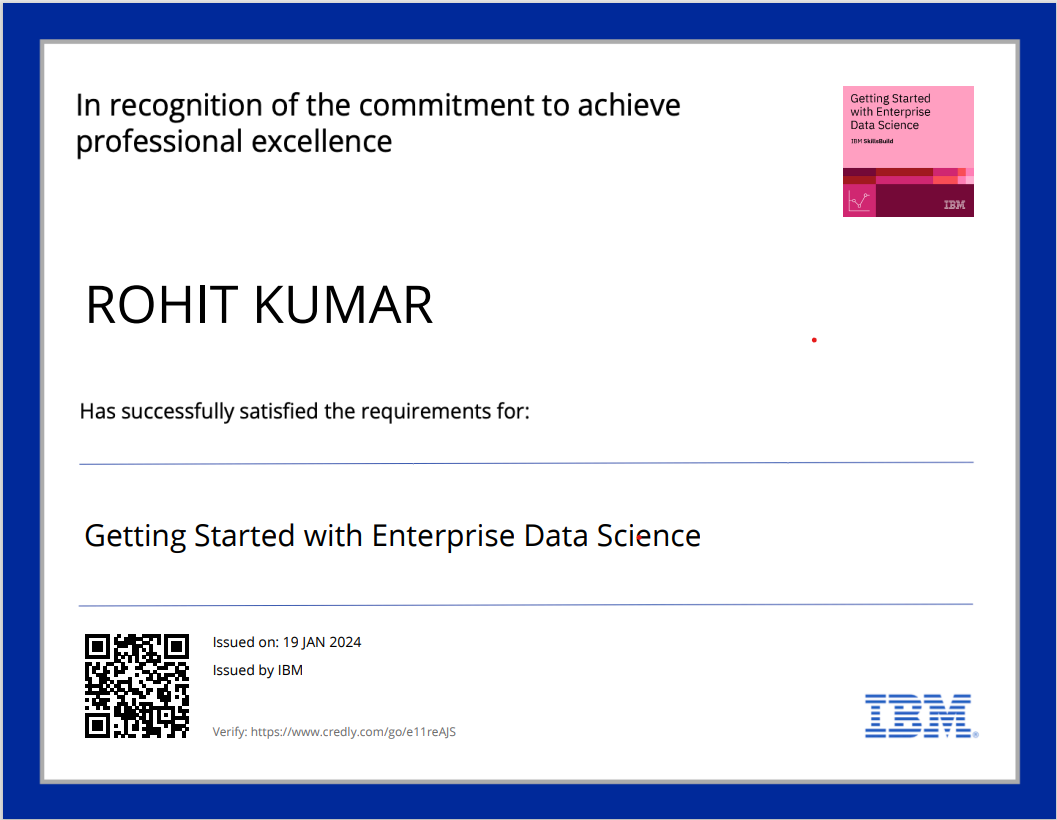 In recognition of the commitment to achieve
professional excellence
Getting Started
with Enterprise
Data Science
IBM SkillsBuild
IBM
ROHIT KUMAR
Has successfully satisfied the requirements for:
Getting Started with Enterprise Data Science
Issued on: 19 JAN 2024
Issued by IBM
Verify: https://www.credly.com/go/e11reAJS
IBM®